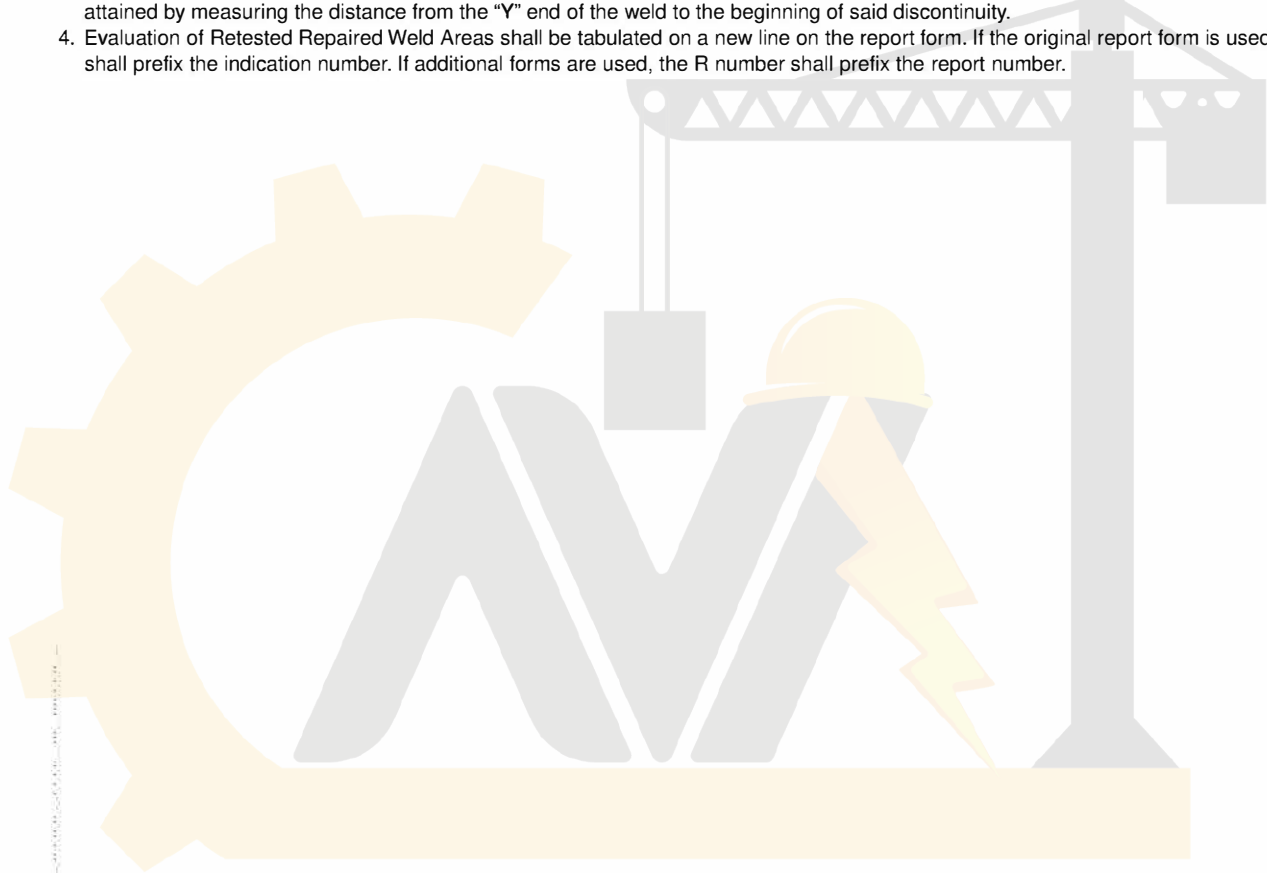 attained by measuring the distance from the “Y” end of the weld to the beginning of said discontinuity.
4. Evaluation of Retested Repaired Weld Areas shall be tabulated on a new line on the report form. If the original report form is used
shall prefix the indication number. If additional forms are used, the R number shall prefix the report number.